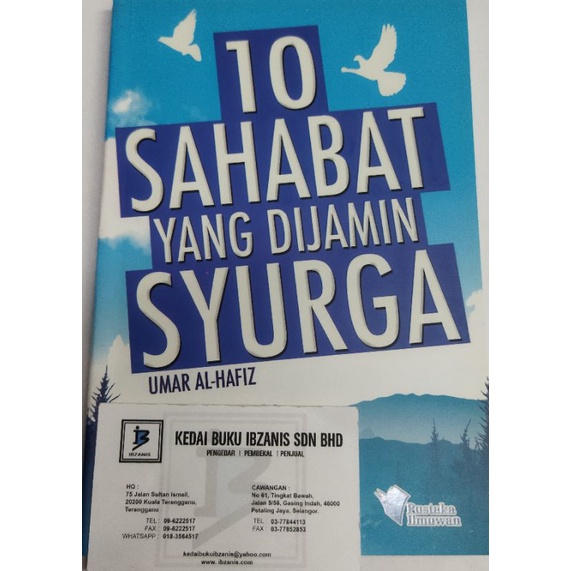 10
SAHABAT
YANG DIJAMIN
SYURGA
UMAR AL-HAFIZ
IBZANIS
KEDAI BUKU IBZANIS SDN BHD
PENGEDAR | PEMBEKAL | PENJUAL
HQ :
75 Jalan Sultan Ismail,
20200 Kuala Terengganu,
Terengganu
TEL : 09-6222517
FAX : 09-6222517
WHATSAPP : 018-3564517
CAWANGAN :
No 61, Tingkat Bawah,
Jalan 5/58, Gasing Indah, 46000
Petaling Jaya, Selangor.
TEL : 03-77844113
FAX : 03-77852853
kedaibukuibzanis@yahoo.com
www. ibzanis.com
Pustaka
Ilmuwan